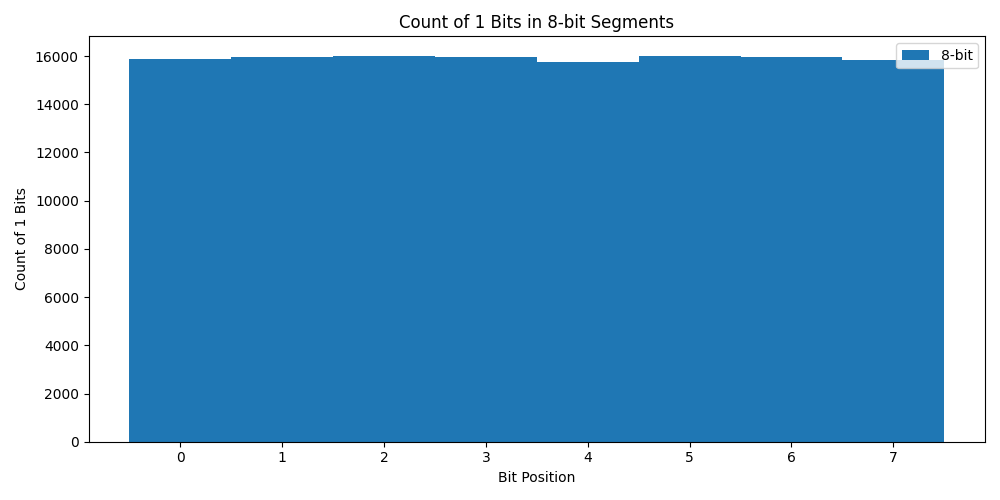 Count of 1 Bits in 8-bit Segments
8-bit
16000
14000
12000
10000
8000
6000
4000
2000
0
Count of 1 Bits
0 1 2 3 4 5 6 7
Bit Position